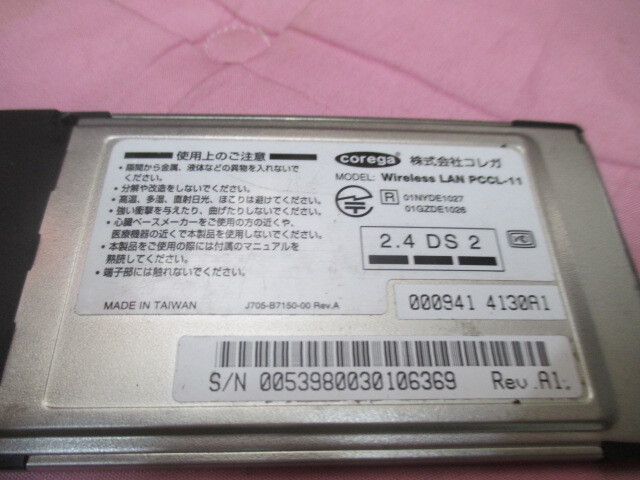 使用上のご注意
・隙間から金属、液体などの異物を入れないで
ください。
・分解や改造をしないでください。
・高温、多湿、直射日光、ほこりは避けてください。
・強い衝撃を与えたり、曲げたりしないでください。
・心臓ペースメーカーをご使用の方の近くや、
医療機器の近くで本製品を使用しないでください。
・本製品をご使用の際には付属のマニュアルを
熟読してください。
・端子部には触れないでください。
MADE IN TAIWAN
J705-B7150-00 Rev.A
corega 株式会社コレガ
MODEL: Wireless LAN PCCL-11
R 01NYDE1027
01GZDE1026
2.4 DS 2
000941 4130A1
S/N 0053980030106369 Rev.A1.